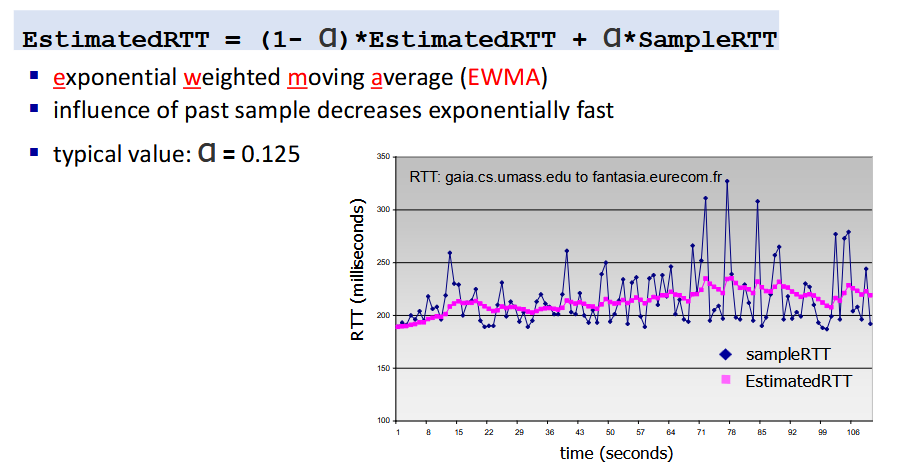 EstimatedRTT = (1- α)*EstimatedRTT + α*SampleRTT
▪ exponential weighted moving average (EWMA)
▪ influence of past sample decreases exponentially fast
▪ typical value: α = 0.125
RTT: gaia.cs.umass.edu to fantasia.eurecom.fr
RTT (milliseconds)
350
300
250
200
150
100
sampleRTT
EstimatedRTT
1 8 15 22 29 36 43 50 57 64 71 78 85 92 99 106
time (seconds)